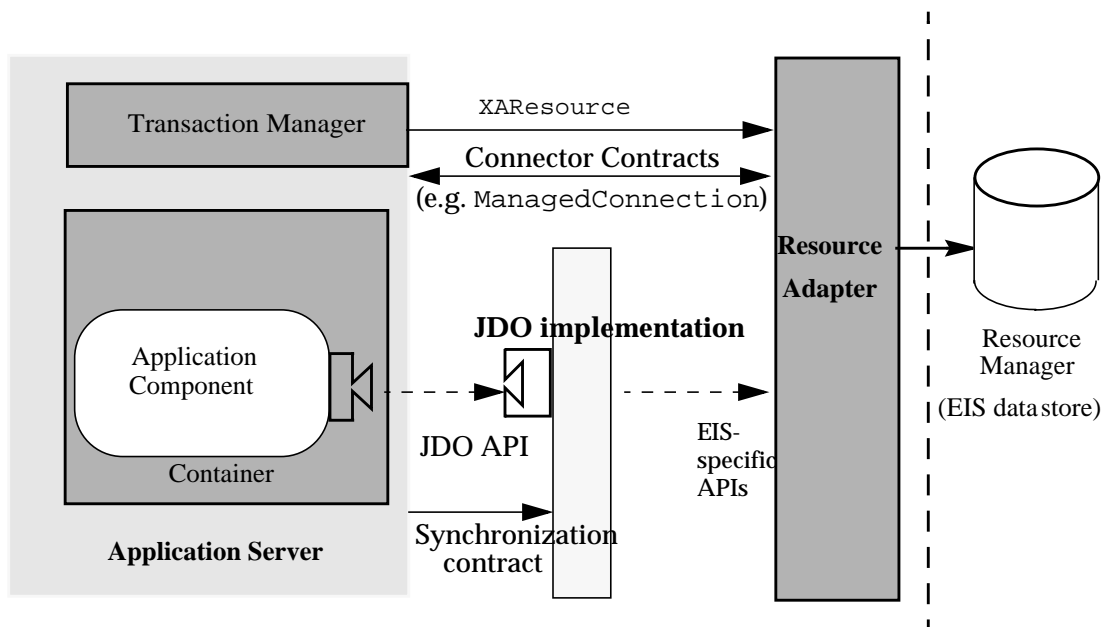 Transaction Manager
XAResource
Connector Contracts
(e.g. ManagedConnection)
Resource
Adapter
JDO implementation
Application
Component
Container
JDO API
EIS-
specific
APIs
Synchronization
contract
Application Server
Resource
Manager
(EIS data store)